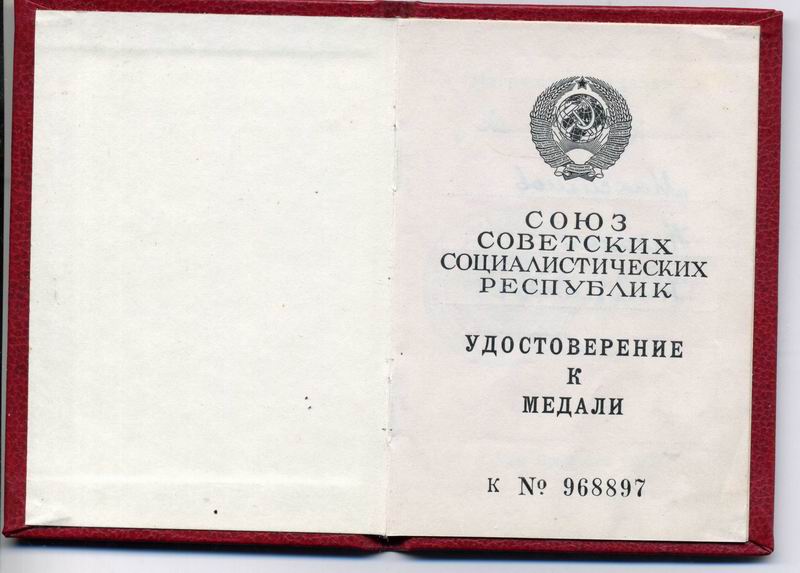 СОЮЗ
СОВЕТСКИХ
СОЦИАЛИСТИЧЕСКИХ
РЕСПУБЛИК
УДОСТОВЕРЕНИЕ
К
МЕДАЛИ
К № 968897